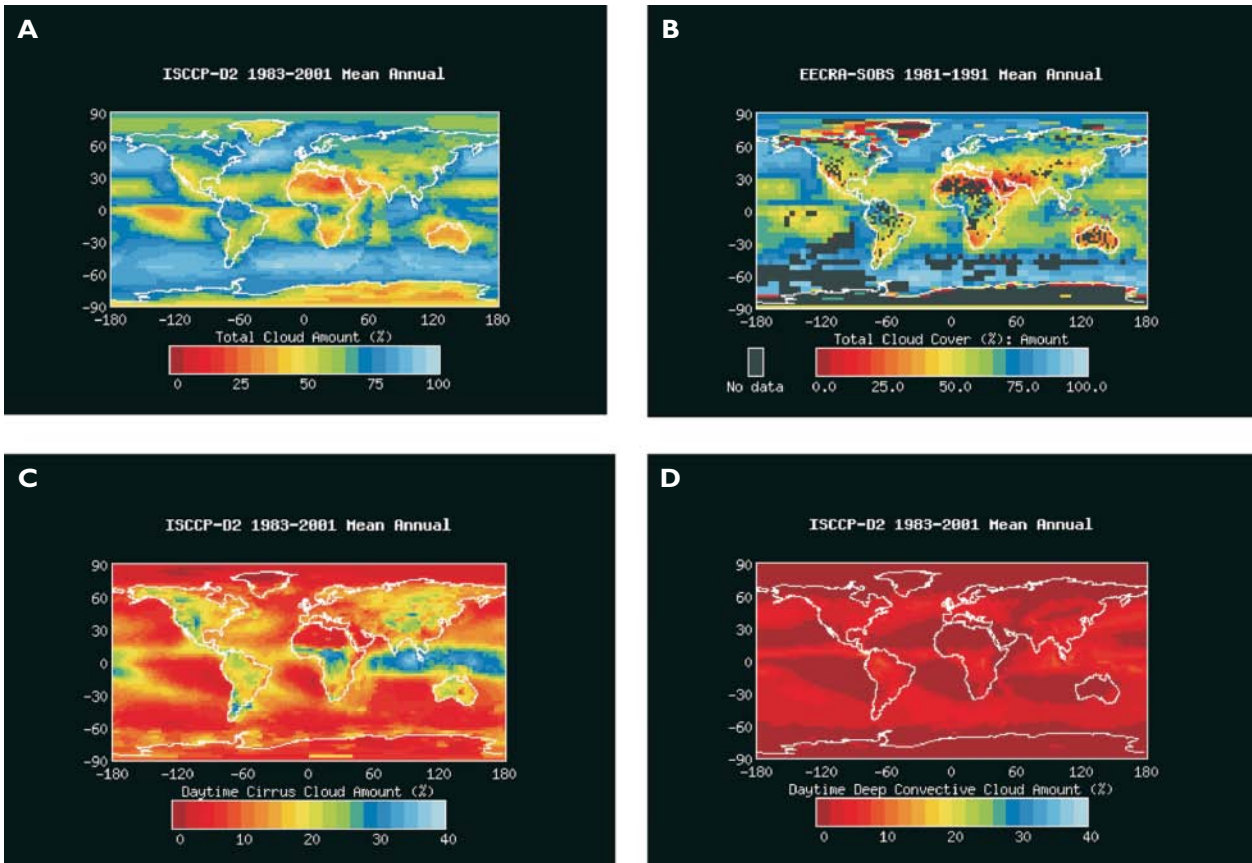 A
ISCCP-D2 1983-2001 Mean Annual
90
60
30
0
-30
-60
-90
-180 -120 -60 0 60 120 180
Total Cloud Amount (%)
0 25 50 75 100
B
EECRA-SOBS 1981-1991 Mean Annual
90
60
30
0
-30
-60
-90
-180 -120 -60 0 60 120 180
Total Cloud Cover (%): Amount
No data 0.0 25.0 50.0 75.0 100.0
C
ISCCP-D2 1983-2001 Mean Annual
90
60
30
0
-30
-60
-90
-180 -120 -60 0 60 120 180
Daytime Cirrus Cloud Amount (%)
0 10 20 30 40
D
ISCCP-D2 1983-2001 Mean Annual
90
60
30
0
-30
-60
-90
-180 -120 -60 0 60 120 180
Daytime Deep Convective Cloud Amount (%)
0 10 20 30 40